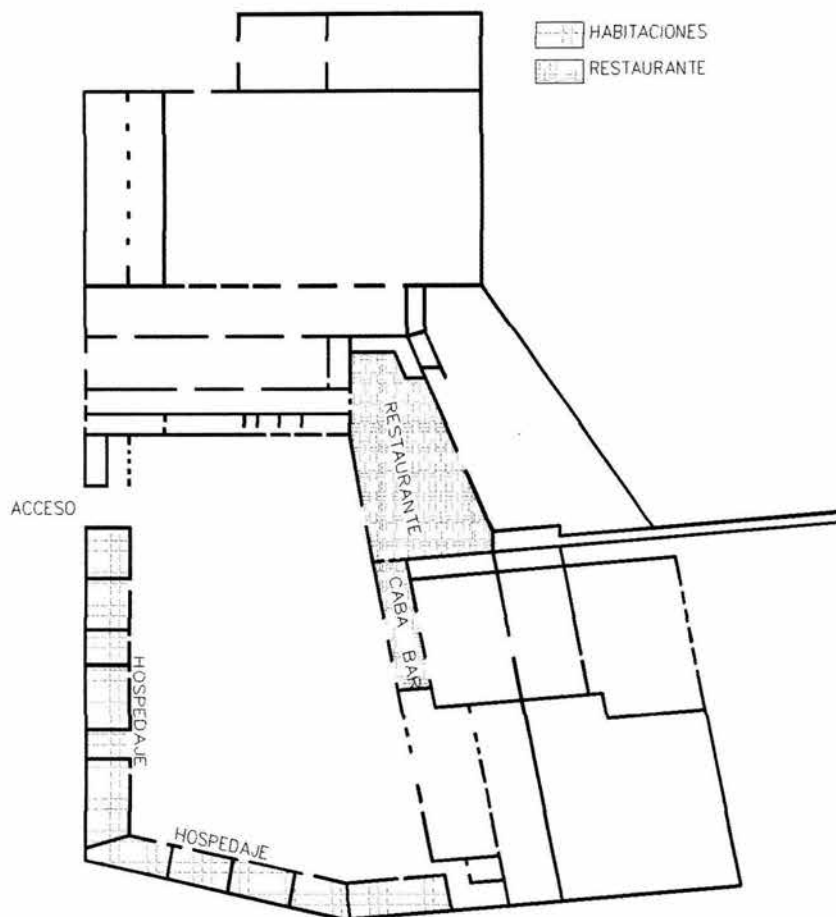 HABITACIONES
RESTAURANTE
RESTAURANTE
ACCESO
CABA BAR
HOSPEDAJE
HOSPEDAJE